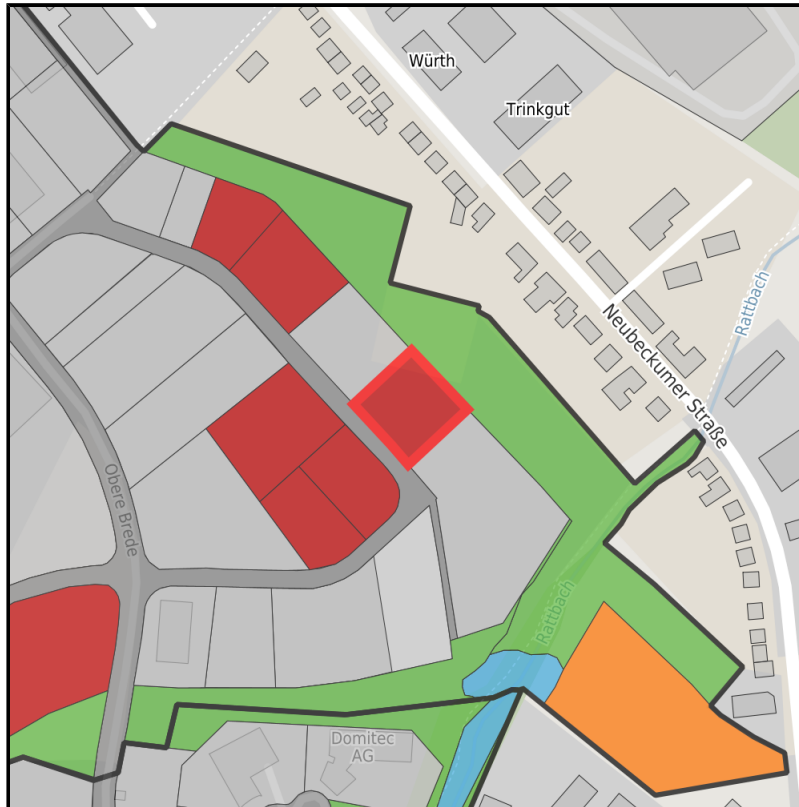 Würth
Trinkgut
Rattbach
Neubeckumer Straße
Obere Brede
Rattbach
Domitec
AG